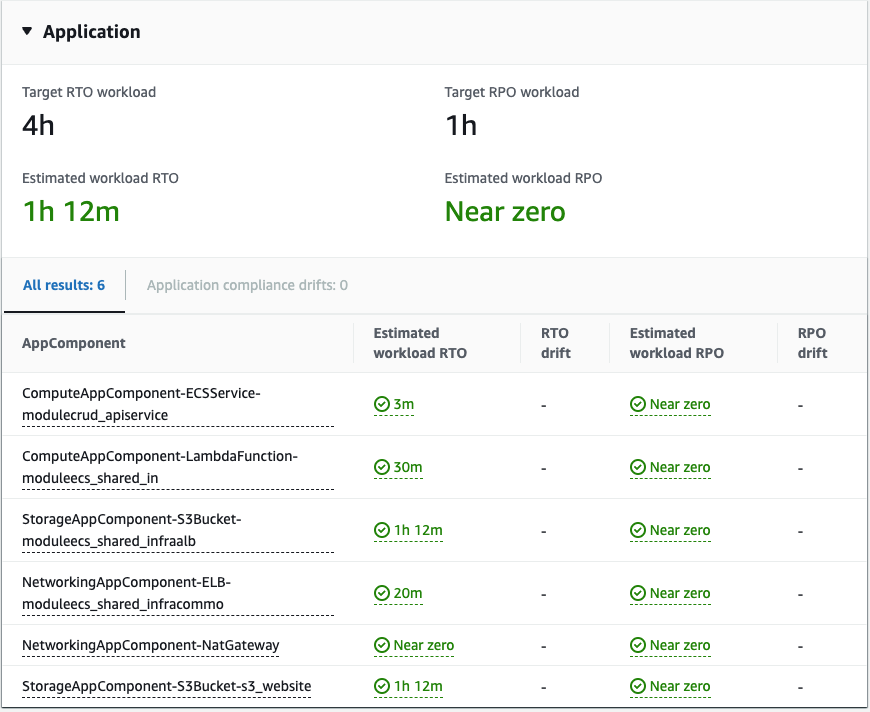 Application
Target RTO workload
Target RPO workload
4h
1h
Estimated workload RTO
Estimated workload RPO
1h 12m
Near zero
All results: 6
Application compliance drifts: 0
AppComponent
Estimated
workload RTO
RTO
drift
Estimated
workload RPO
RPO
drift
ComputeAppComponent-ECSService-
modulecrud_apiservice
3m
-
Near zero
-
ComputeAppComponent-LambdaFunction-
moduleecs_shared_in
30m
-
Near zero
-
StorageAppComponent-S3Bucket-
moduleecs_shared_infraalb
1h 12m
-
Near zero
-
NetworkingAppComponent-ELB-
moduleecs_shared_infracommo
20m
-
Near zero
-
NetworkingAppComponent-NatGateway
Near zero
-
Near zero
-
StorageAppComponent-S3Bucket-s3_website
1h 12m
-
Near zero
-